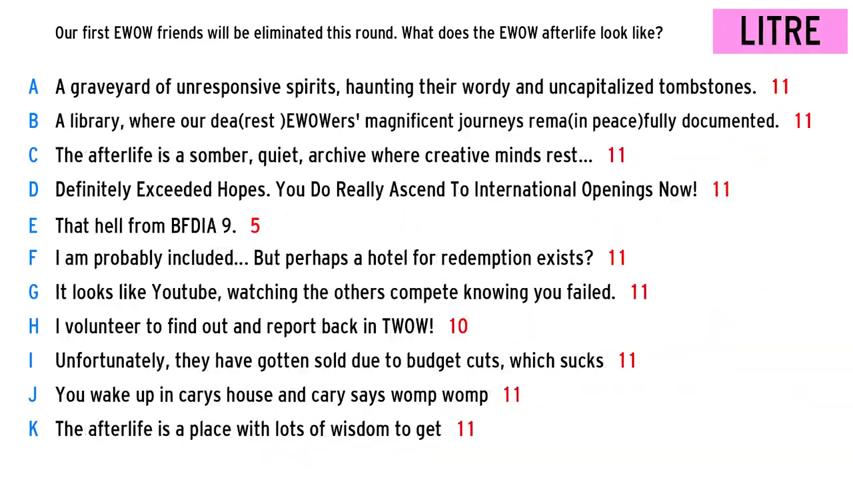 Our first EWOW friends will be eliminated this round. What does the EWOW afterlife look like?
LITRE
A A graveyard of unresponsive spirits, haunting their wordy and uncapitalized tombstones. 11
B A library, where our dea(rest )EWOWers' magnificent journeys rema(in peace)fully documented. 11
C The afterlife is a somber, quiet, archive where creative minds rest... 11
D Definitely Exceeded Hopes. You Do Really Ascend To International Openings Now! 11
E That hell from BFDIA 9. 5
F I am probably included... But perhaps a hotel for redemption exists? 11
G It looks like Youtube, watching the others compete knowing you failed. 11
H I volunteer to find out and report back in TWOW! 10
I Unfortunately, they have gotten sold due to budget cuts, which sucks 11
J You wake up in carys house and cary says womp womp 11
K The afterlife is a place with lots of wisdom to get 11